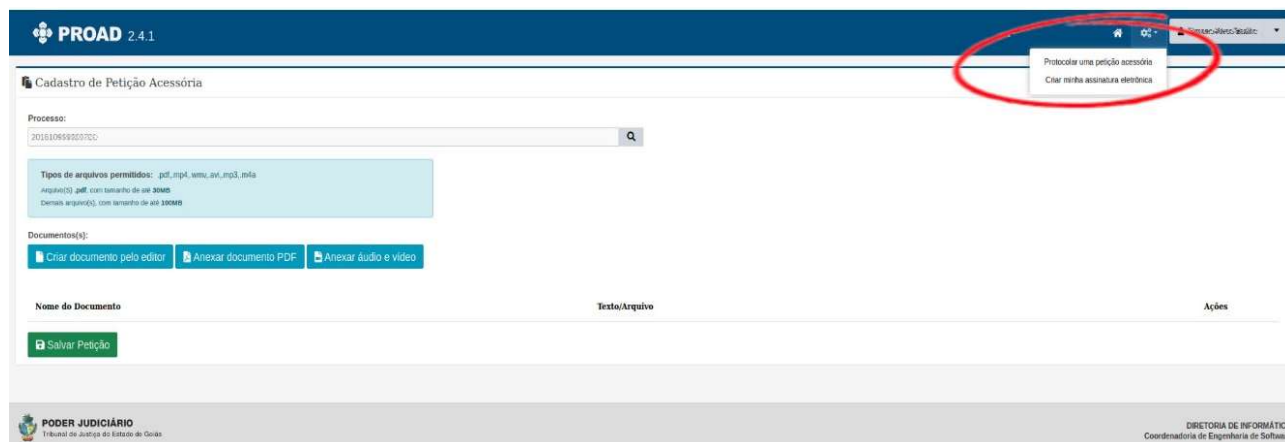 PROAD 2.4.1
Protocolar uma petição acessória
Criar minha assinatura eletrônica
Cadastro de Petição Acessória
Processo:
Tipos de arquivos permitidos: .pdf,.mp4,.wmu,.avi,.mp3,.m4a
Arquivo(S) .pdf, com tamanho de até 30MB
Demais arquivo(s), com tamanho de até 100MB
Documentos(s):
Criar documento pelo editor Anexar documento PDF Anexar áudio e vídeo
Nome do Documento Texto/Arquivo Ações
Salvar Petição
PODER JUDICIÁRIO
Tribunal de Justiça do Estado de Goiás
DIRETORIA DE INFORMÁTIC
Coordenadoria de Engenharia de Softwa